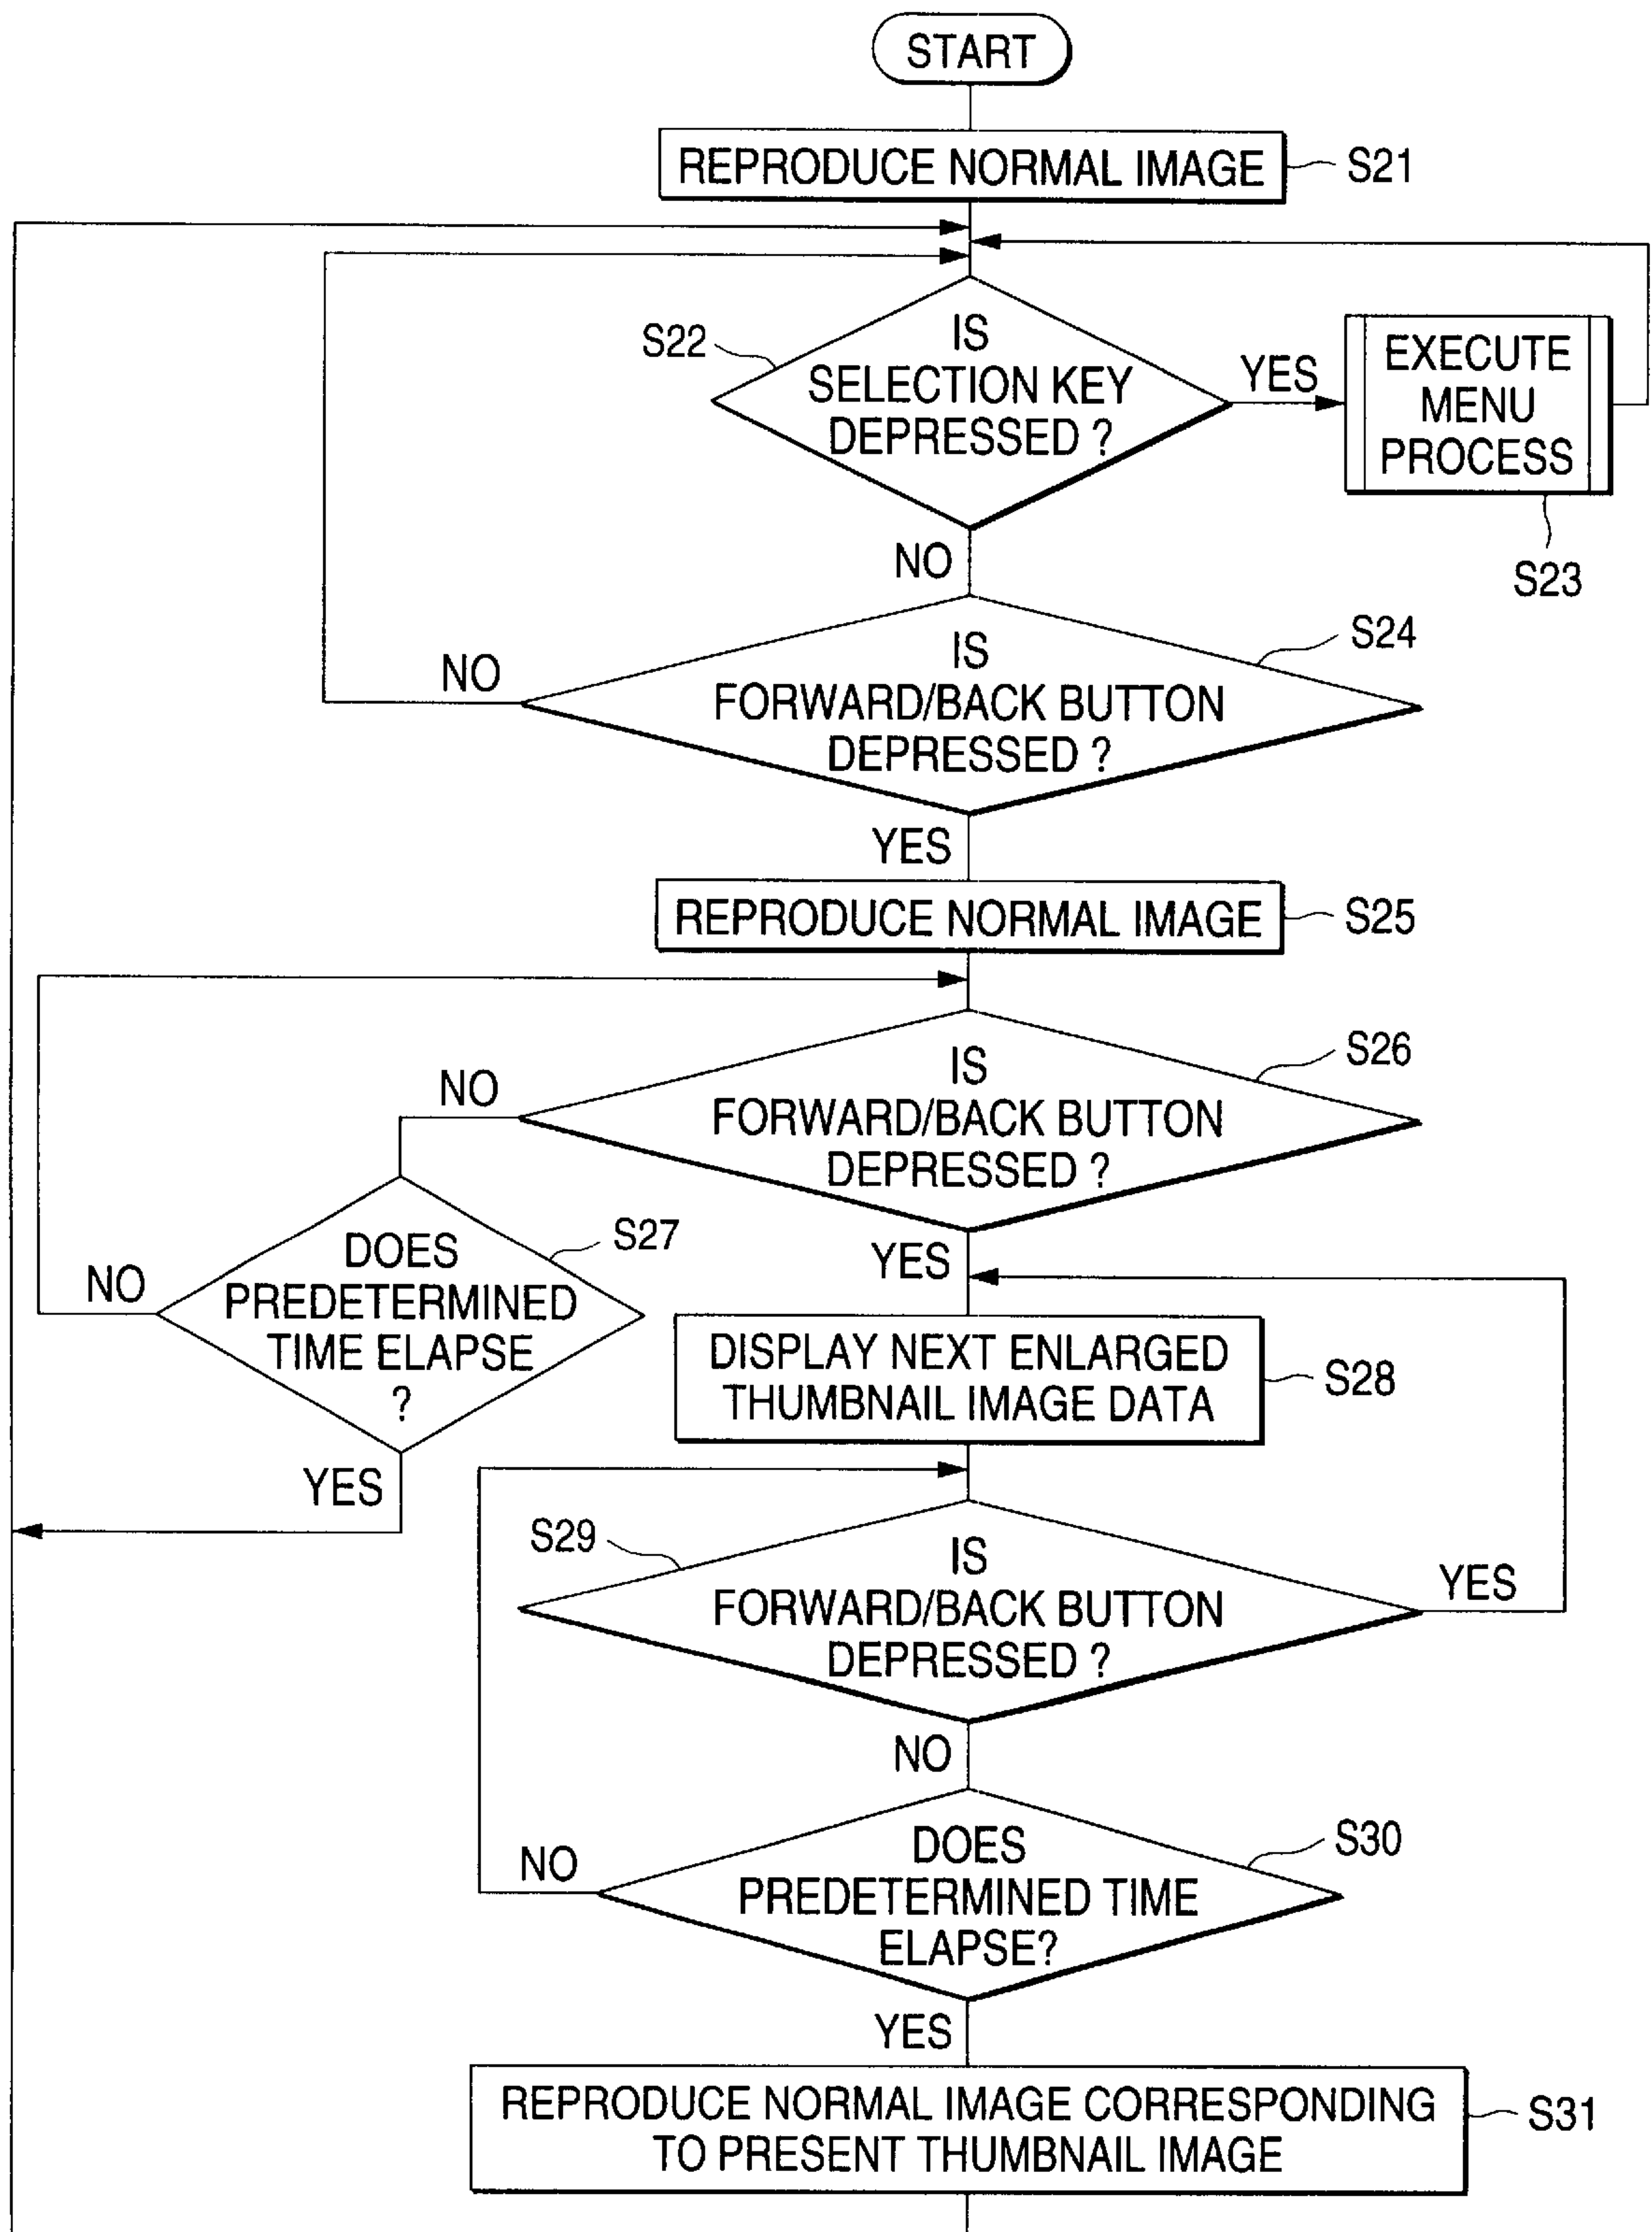 START
REPRODUCE NORMAL IMAGE
S21
S22
IS
SELECTION KEY
DEPRESSED ?
YES
EXECUTE
MENU
PROCESS
S23
NO
S24
IS
FORWARD/BACK BUTTON
DEPRESSED ?
NO
YES
REPRODUCE NORMAL IMAGE
S25
S26
IS
FORWARD/BACK BUTTON
DEPRESSED ?
NO
S27
DOES
PREDETERMINED
TIME ELAPSE
?
NO
YES
YES
DISPLAY NEXT ENLARGED
THUMBNAIL IMAGE DATA
S28
S29
IS
FORWARD/BACK BUTTON
DEPRESSED ?
YES
NO
S30
DOES
PREDETERMINED TIME
ELAPSE?
NO
YES
REPRODUCE NORMAL IMAGE CORRESPONDING
TO PRESENT THUMBNAIL IMAGE
S31